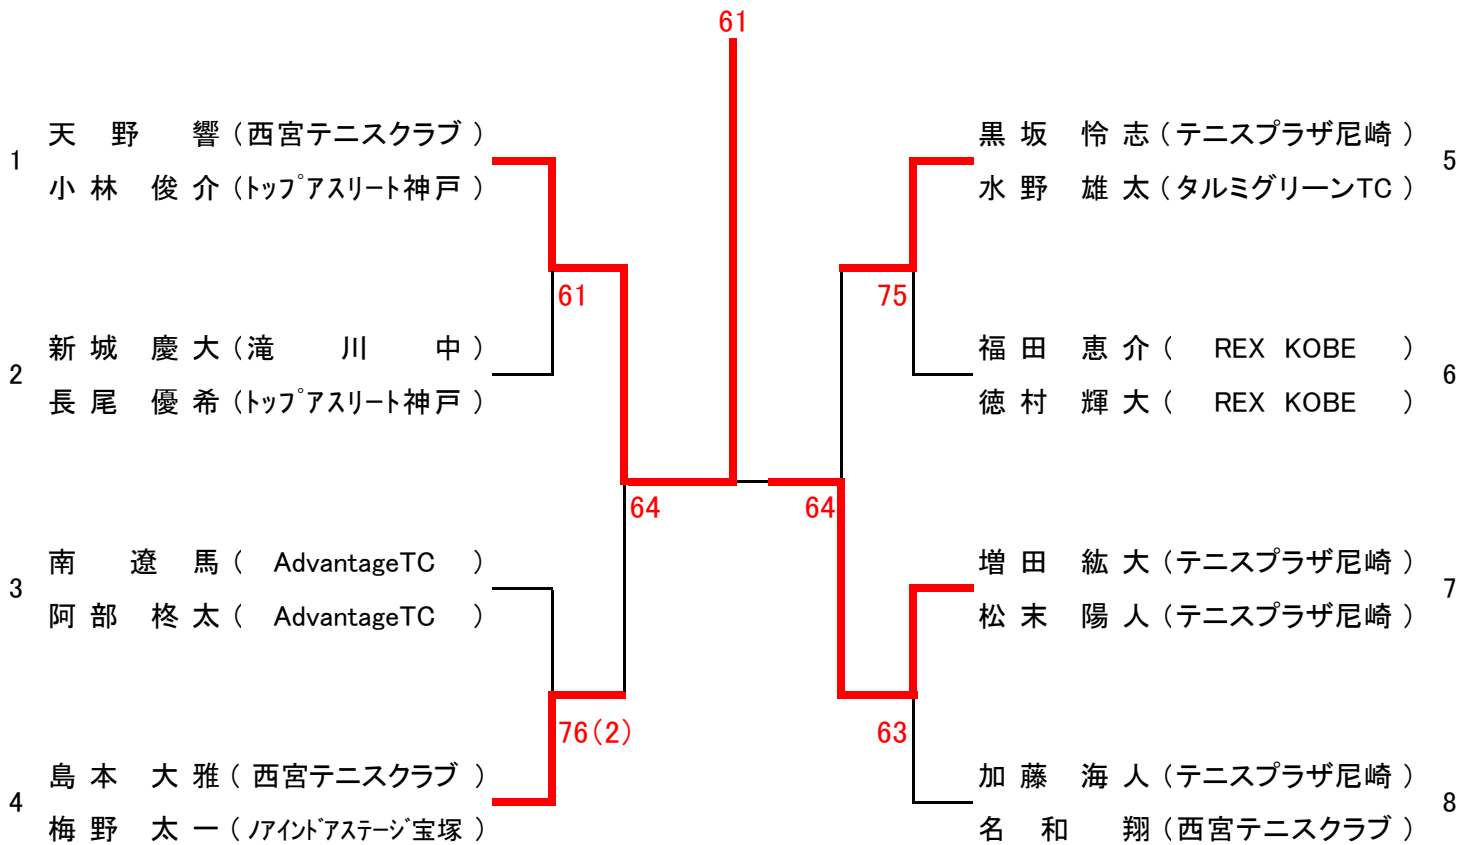 61
1
天 野 響 ( 西宮テニスクラブ )
小 林 俊 介 ( トップアスリート神戸 )
61
2
新 城 慶 大 ( 滝 川 中 )
長 尾 優 希 ( トップアスリート神戸 )
64
3
南 遼 馬 ( AdvantageTC )
阿 部 柊 太 ( AdvantageTC )
76(2)
4
島 本 大 雅 ( 西宮テニスクラブ )
梅 野 太 一 ( ノアインドアステージ宝塚 )
黒 坂 怜 志 ( テニスプラザ尼崎 )
水 野 雄 太 ( タルミグリーンTC )
5
75
福 田 恵 介 ( REX KOBE )
徳 村 輝 大 ( REX KOBE )
6
64
増 田 紘 大 ( テニスプラザ尼崎 )
松 末 陽 人 ( テニスプラザ尼崎 )
7
63
加 藤 海 人 ( テニスプラザ尼崎 )
名 和 翔 ( 西宮テニスクラブ )
8